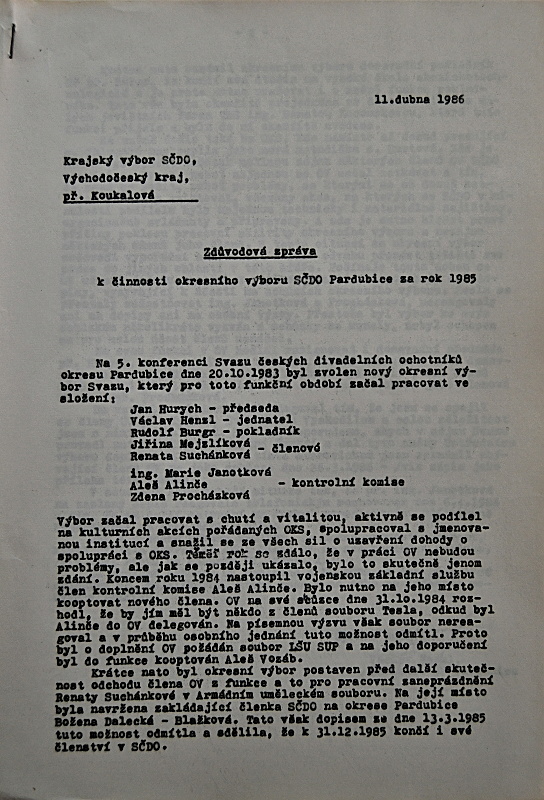 11.dubna 1986
Krajský výbor SČDO,
Východočeský kraj,
př. Koukalová
Zdůvodová zpráva
k činnosti okresního výboru SČDO Pardubice za rok 1985
Na 5. konferenci Svazu českých divadelních ochotníků
okresu Pardubice dne 20.10.1983 byl zvolen nový okresní vý-
bor Svazu, který pro toto funkční období začal pracovat ve
složení:
Jan Hurych - předseda
Václav Henzl - jednatel
Rudolf Burgr - pokladník
Jiřina Mejzlíková
Renata Suchánková - členové
ing. Marie Janotková
Aleš Alinče - kontrolní komise
Zdena Procházková
Výbor začal pracovat s chutí a vitalitou, aktivně se podílel
na kulturních akcích pořádaných OKS, spolupracoval s jmenova-
nou institucí a snažil se ze všech sil o uzavření dohody o
spolupráci s OKS. Téměř rok se zdálo, že v práci OV nebudou
problémy, ale jak se později ukázalo, bylo to skutečně jenom
zdání. Koncem roku 1984 nastoupil vojenskou základní službu
člen kontrolní komise Aleš Alinče. Bylo nutno na jeho místo
kooptovat nového člena. OV na své schůzce dne 31.10.1984 roz-
hodl, že by jím měl být někdo z členů souboru Tesla, odkud byl
Alinče do OV delegován. Na písemnou výzvu však soubor nerea-
goval a v průběhu osobního jednání tuto možnost odmítl. Proto
byl o doplnění OV požádán soubor LŠU SUP a na jeho doporučení
byl do funkce kooptován Aleš Vozáb.
Krátce nato byl okresní výbor postaven před další skuteč-
nost odchodu člena OV z funkce a to pro pracovní zaneprázdnění
Renaty Suchánkové v Armádním uměleckém souboru. Na její místo
byla navržena zakládající členka SČDO na okrese Pardubice
Božena Dalecká - Blažková. Tato však dopisem ze dne 13.3.1985
tuto možnost odmítla a sdělila, že k 31.12.1985 končí i své
členství v SČDO.